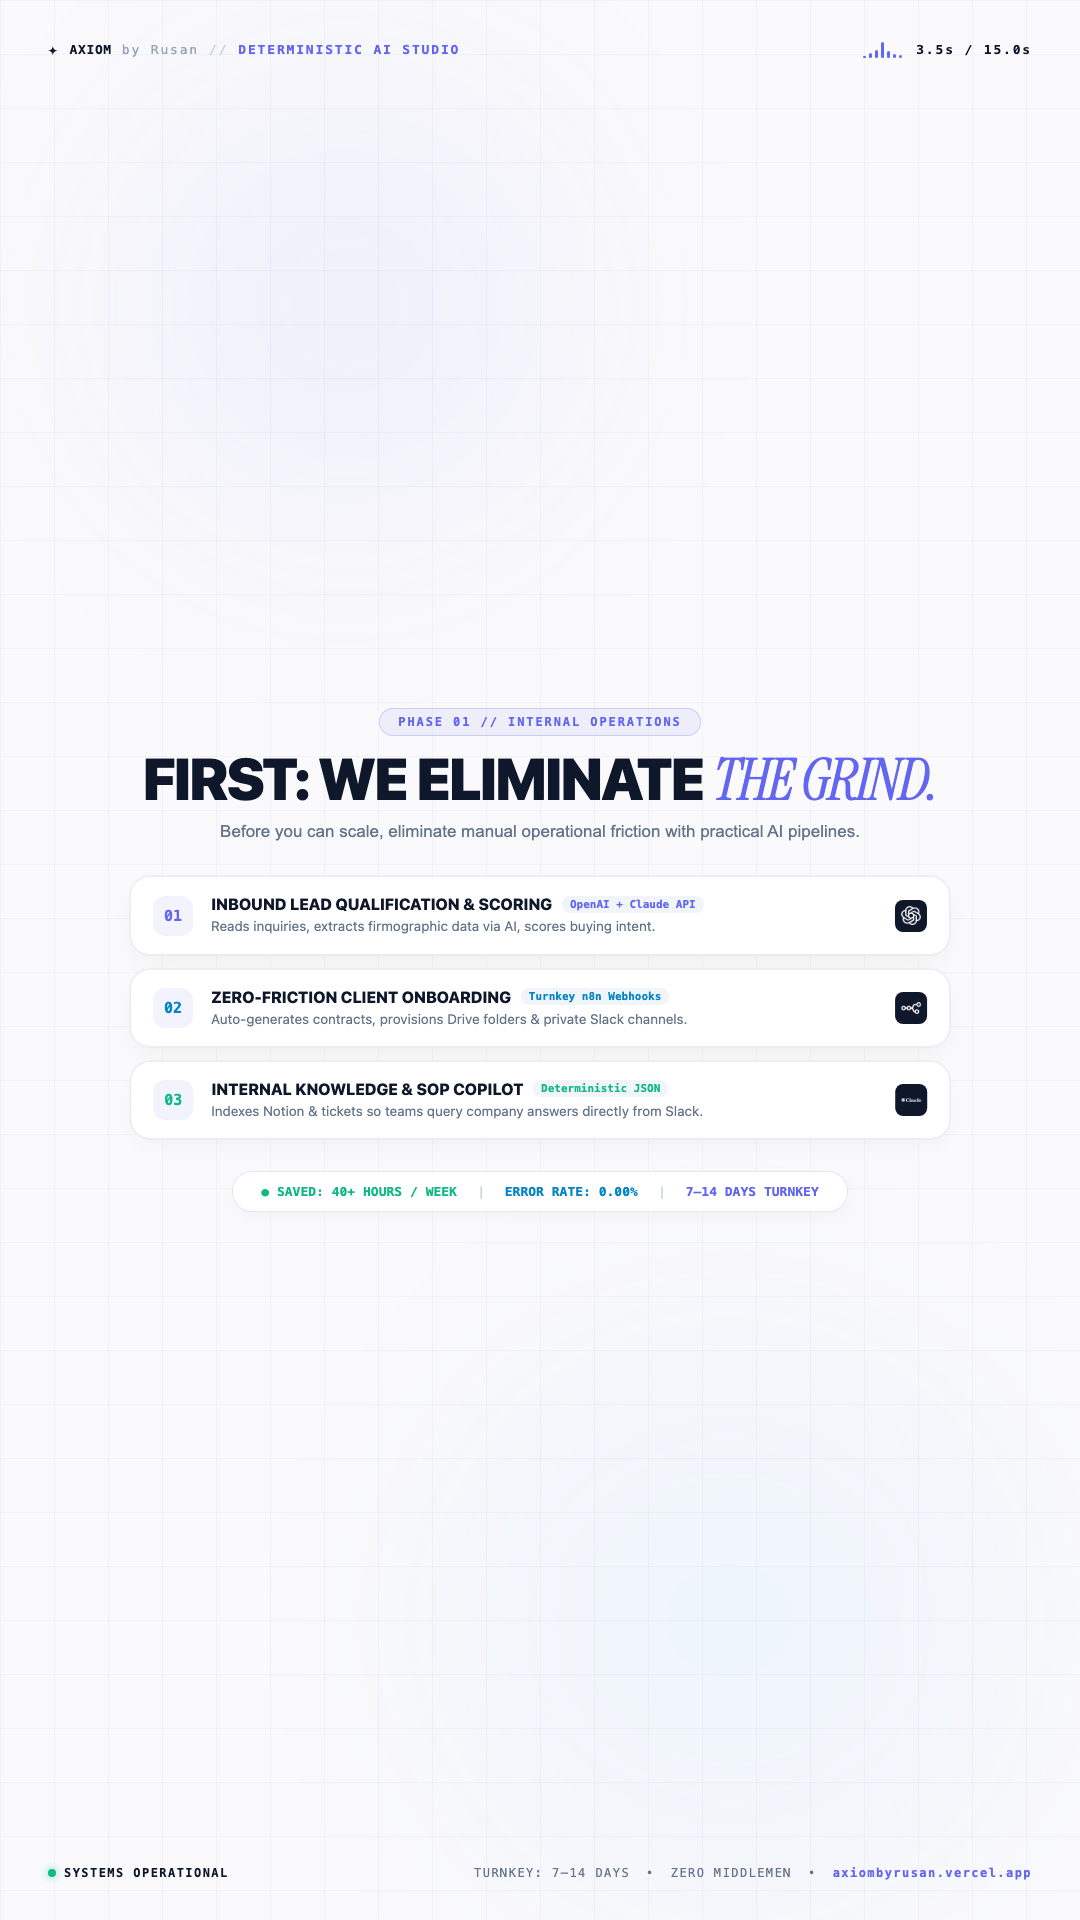 ✦ AXIOM by Rusan // DETERMINISTIC AI STUDIO
3.5s / 15.0s
PHASE 01 // INTERNAL OPERATIONS
FIRST: WE ELIMINATE THE GRIND.
Before you can scale, eliminate manual operational friction with practical AI pipelines.
01
INBOUND LEAD QUALIFICATION & SCORING OpenAI + Claude API
Reads inquiries, extracts firmographic data via AI, scores buying intent.
02
ZERO-FRICTION CLIENT ONBOARDING Turnkey n8n Webhooks
Auto-generates contracts, provisions Drive folders & private Slack channels.
03
INTERNAL KNOWLEDGE & SOP COPILOT Deterministic JSON
Indexes Notion & tickets so teams query company answers directly from Slack.
Claude
● SAVED: 40+ HOURS / WEEK | ERROR RATE: 0.00% | 7–14 DAYS TURNKEY
● SYSTEMS OPERATIONAL
TURNKEY: 7–14 DAYS • ZERO MIDDLEMEN • axiombyrusan.vercel.app